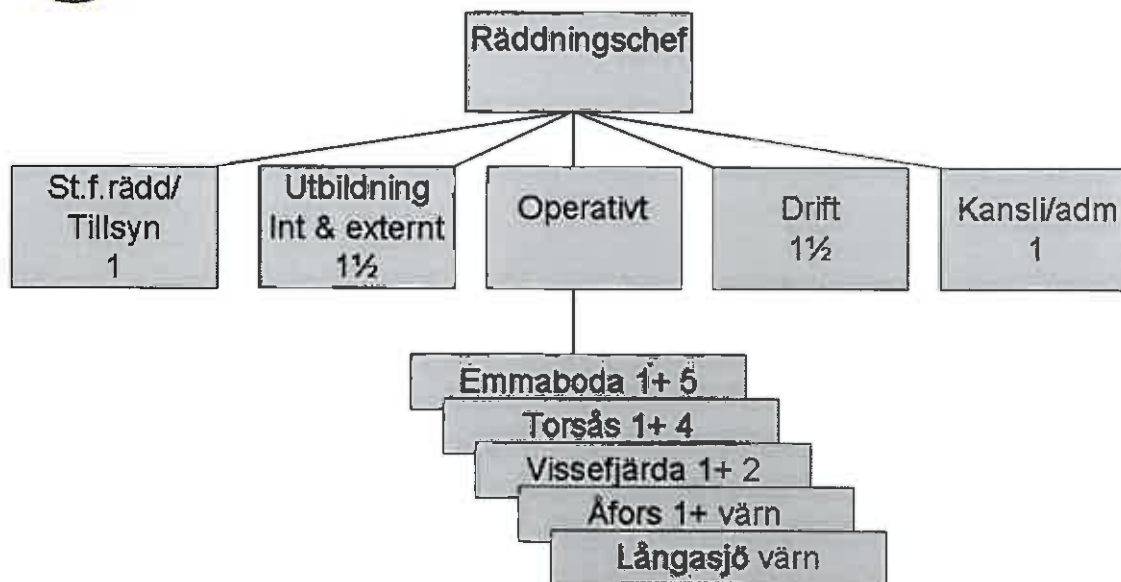 Räddningschef
St.f.rädd/
Tillsyn
1
Utbildning
Int & externt
1½
Operativt
Drift
1½
Kansli/adm
1
Emmaboda 1+ 5
Torsås 1+ 4
Vissefjärda 1+ 2
Åfors 1+ värn
Långasjö värn